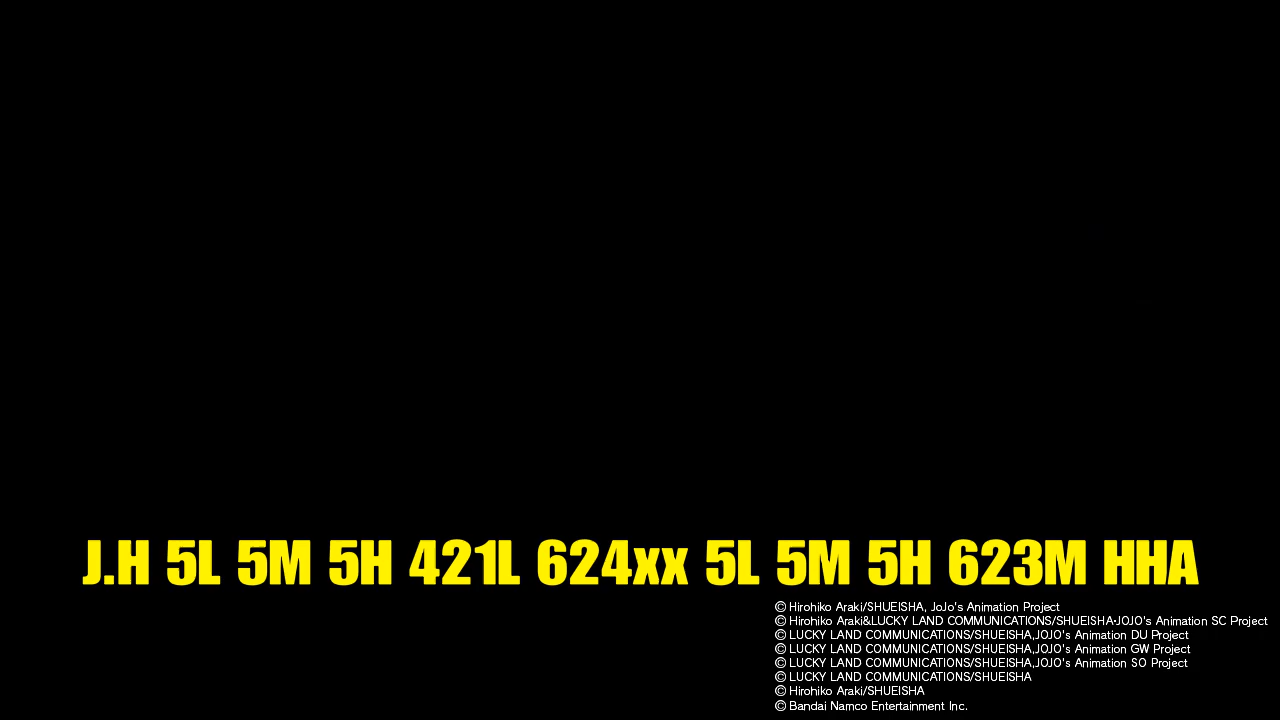 J.H 5L 5M 5H 421L 624xx 5L 5M 5H 623M HHA
© Hirohiko Araki/SHUEISHA, JoJo's Animation Project
© Hirohiko Araki&LUCKY LAND COMMUNICATIONS/SHUEISHA·JOJO's Animation SC Project
© LUCKY LAND COMMUNICATIONS/SHUEISHA,JOJO's Animation DU Project
© LUCKY LAND COMMUNICATIONS/SHUEISHA,JOJO's Animation GW Project
© LUCKY LAND COMMUNICATIONS/SHUEISHA,JOJO's Animation SO Project
© LUCKY LAND COMMUNICATIONS/SHUEISHA
© Hirohiko Araki/SHUEISHA
© Bandai Namco Entertainment Inc.